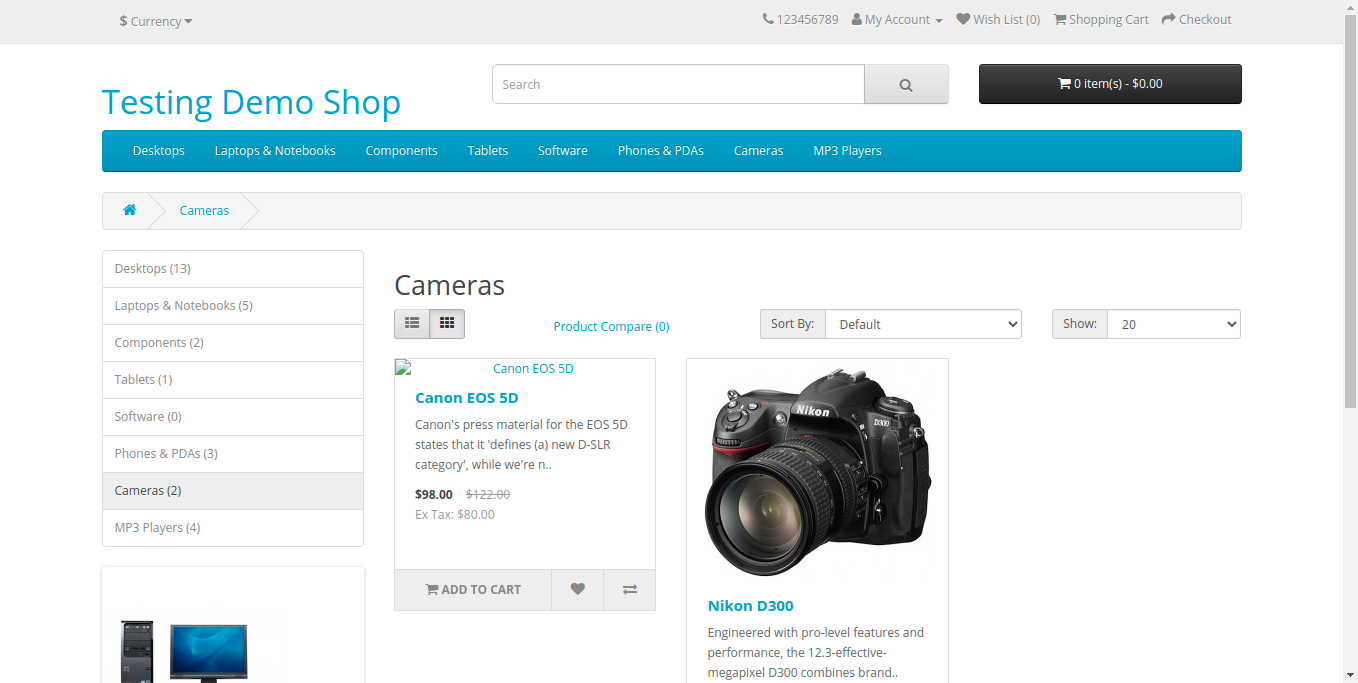 $ Currency
123456789 My Account Wish List (0) Shopping Cart Checkout
Testing Demo Shop
Search
0 item(s) - $0.00
Desktops Laptops & Notebooks Components Tablets Software Phones & PDAs Cameras MP3 Players
Cameras
Desktops (13)
Laptops & Notebooks (5)
Components (2)
Tablets (1)
Software (0)
Phones & PDAs (3)
Cameras (2)
MP3 Players (4)
Cameras
Product Compare (0)
Sort By: Default
Show: 20
Canon EOS 5D
Canon EOS 5D
Canon's press material for the EOS 5D
states that it 'defines (a) new D-SLR
category', while we're n..
$98.00 $122.00
Ex Tax: $80.00
ADD TO CART
Nikon
D300
Nikon D300
Engineered with pro-level features and
performance, the 12.3-effective-
megapixel D300 combines brand..